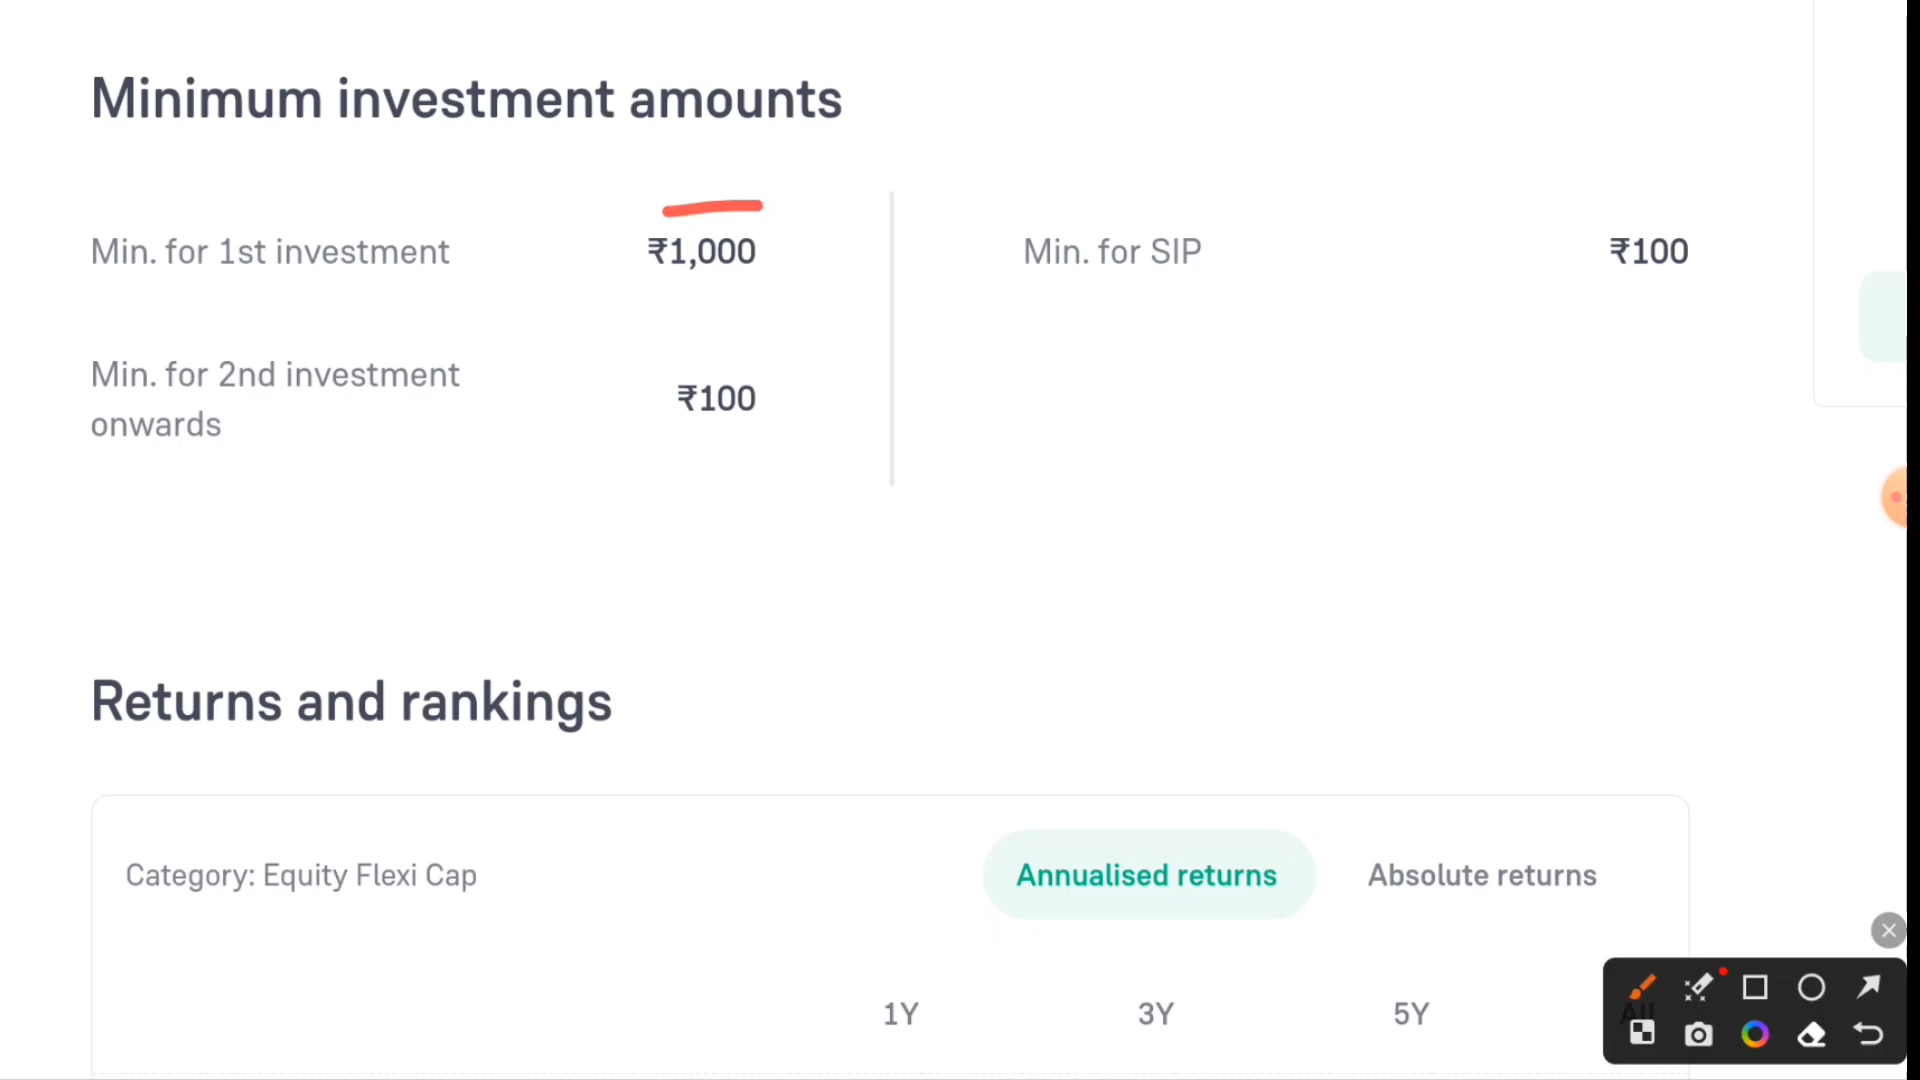 Minimum investment amounts
Min. for 1st investment ₹1,000
Min. for SIP ₹100
Min. for 2nd investment
onwards
₹100
Returns and rankings
Category: Equity Flexi Cap
Annualised returns
Absolute returns
1Y 3Y 5Y All